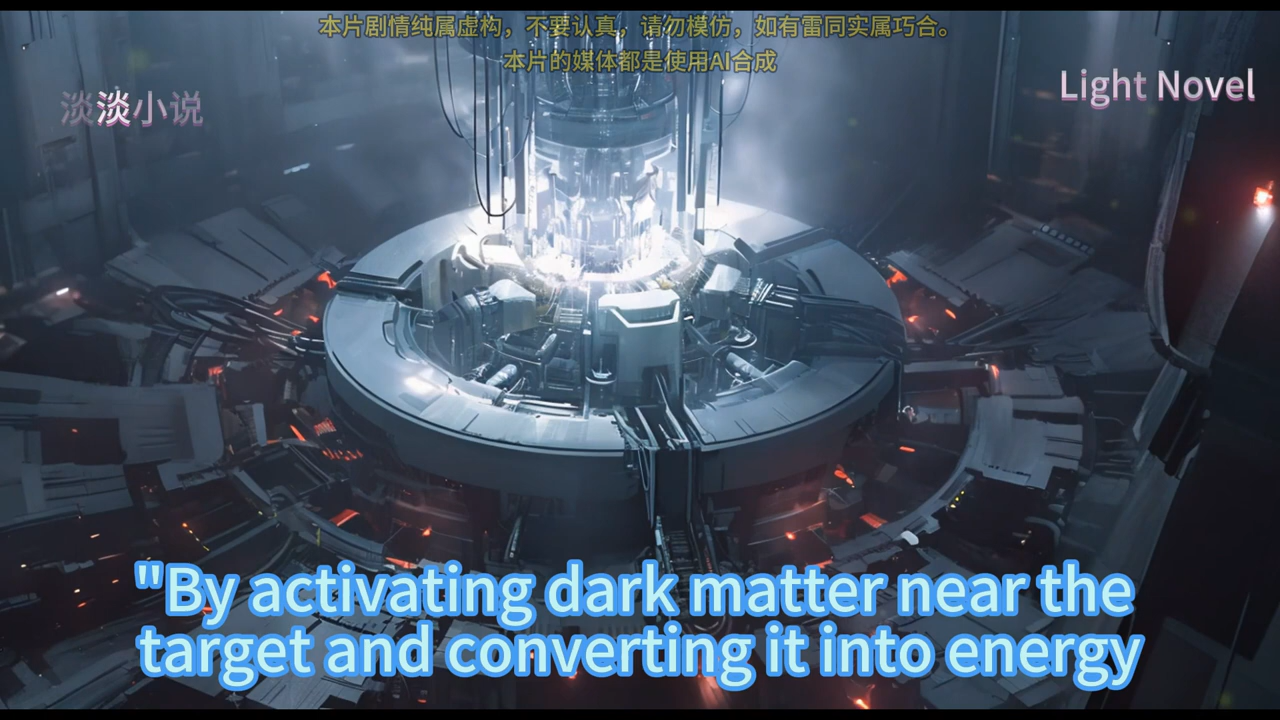 本片剧情纯属虚构，不要认真，请勿模仿，如有雷同实属巧合。
本片的媒体都是使用AI合成
淡淡小说
Light Novel
"By activating dark matter near the
target and converting it into energy